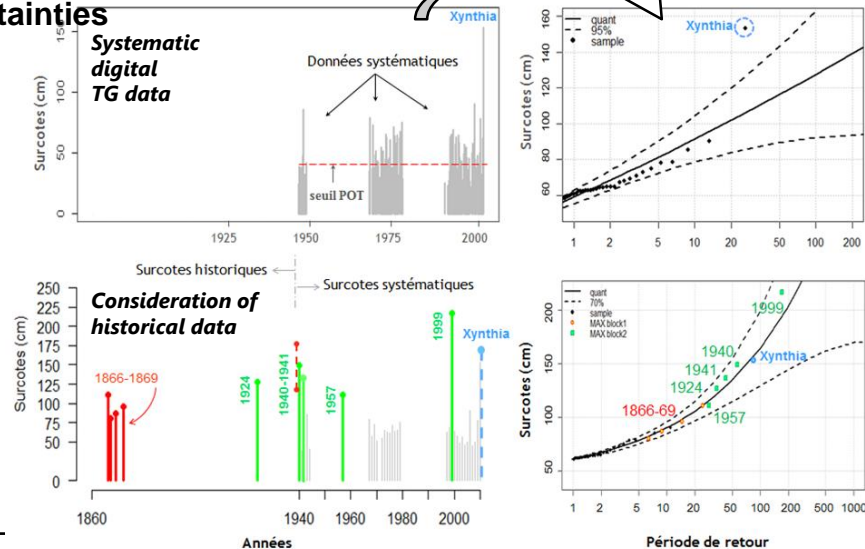 tainties
Systematic
digital
TG data
Données systématiques
Xynthia
seuil POT
Surcotes (cm)
150
100
50
0
1925
1950
1975
2000
Xynthia
quant
95%
sample
Surcotes (cm)
160
140
120
100
80
60
1 2 5 10 20 50 100 200
Surcotes historiques
Surcotes systématiques
Consideration of
historical data
1866-1869
1924
1940-1941
1957
1999
Xynthia
Surcotes (cm)
250
225
200
175
150
125
100
75
50
0
1860 1940 1960 1980 2000
Années
quant
70%
sample
MAX block1
MAX block2
1999
1940
1941
1924
Xynthia
1866-69
1957
Surcotes (cm)
200
150
100
50
1 2 5 10 20 50 100 200 500 1000
Période de retour